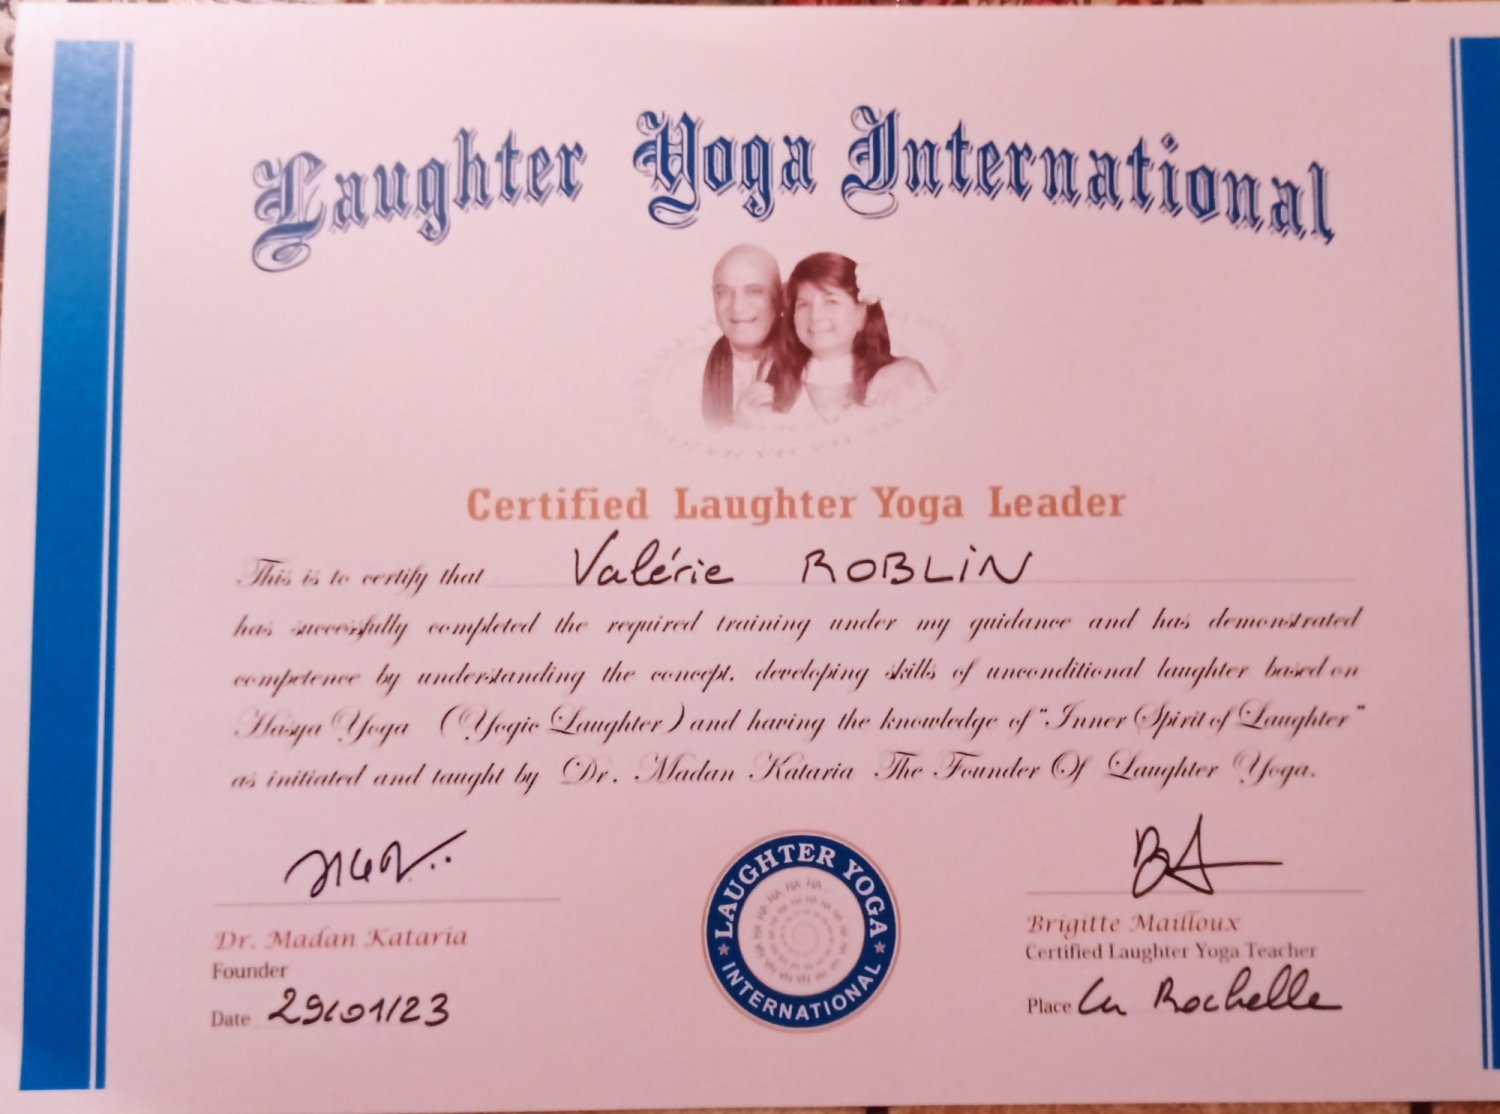 Laughter Yoga International
Certified Laughter Yoga Leader
This is to certify that Valérie ROBLIN
has successfully completed the required training under my guidance and has demonstrated
competence by understanding the concept, developing skills of unconditional laughter based on
Hasya Yoga (Yogic Laughter) and having the knowledge of "Inner Spirit of Laughter"
as initiated and taught by Dr. Madan Kataria The Founder Of Laughter Yoga.
Dr. Madan Kataria
Founder
Date 29/01/23
LAUGHTER YOGA
INTERNATIONAL
HA HA HA
Brigitte Mailloux
Certified Laughter Yoga Teacher
Place La Rochelle